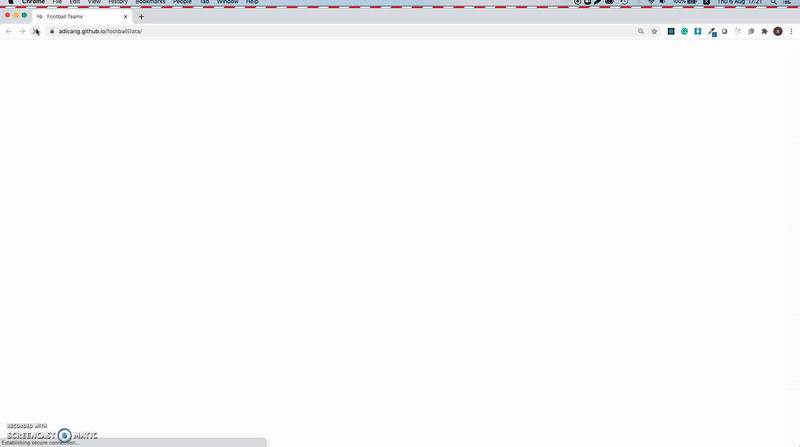 Chrome File Edit View History Bookmarks People Tab Window Help 100% Thu 6 Aug 17:21
Football Teams
adicang.github.io/footballData/
RECORDED WITH
SCREENCAST MATIC
Establishing secure connection...